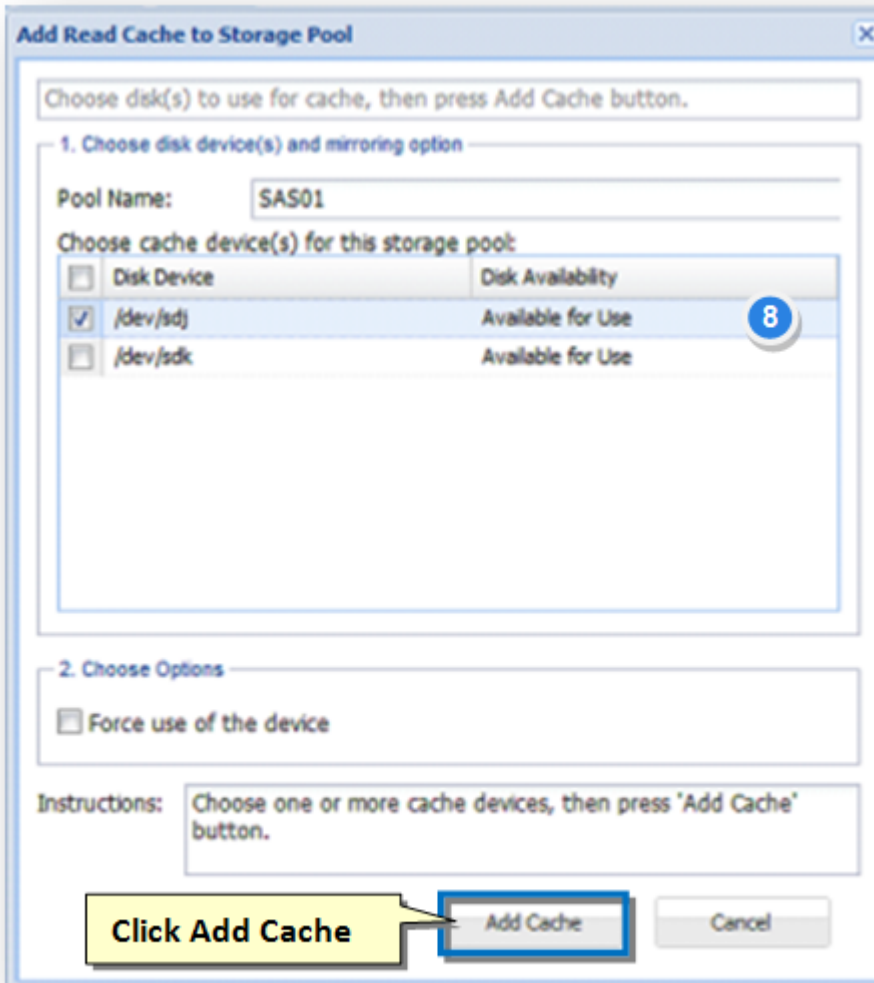 Add Read Cache to Storage Pool
Choose disk(s) to use for cache, then press Add Cache button.
1. Choose disk device(s) and mirroring option
Pool Name: SAS01
Choose cache device(s) for this storage pool:
Disk Device Disk Availability
/dev/sdj Available for Use 8
/dev/sdk Available for Use
2. Choose Options
Force use of the device
Instructions: Choose one or more cache devices, then press 'Add Cache'
button.
Click Add Cache Add Cache Cancel